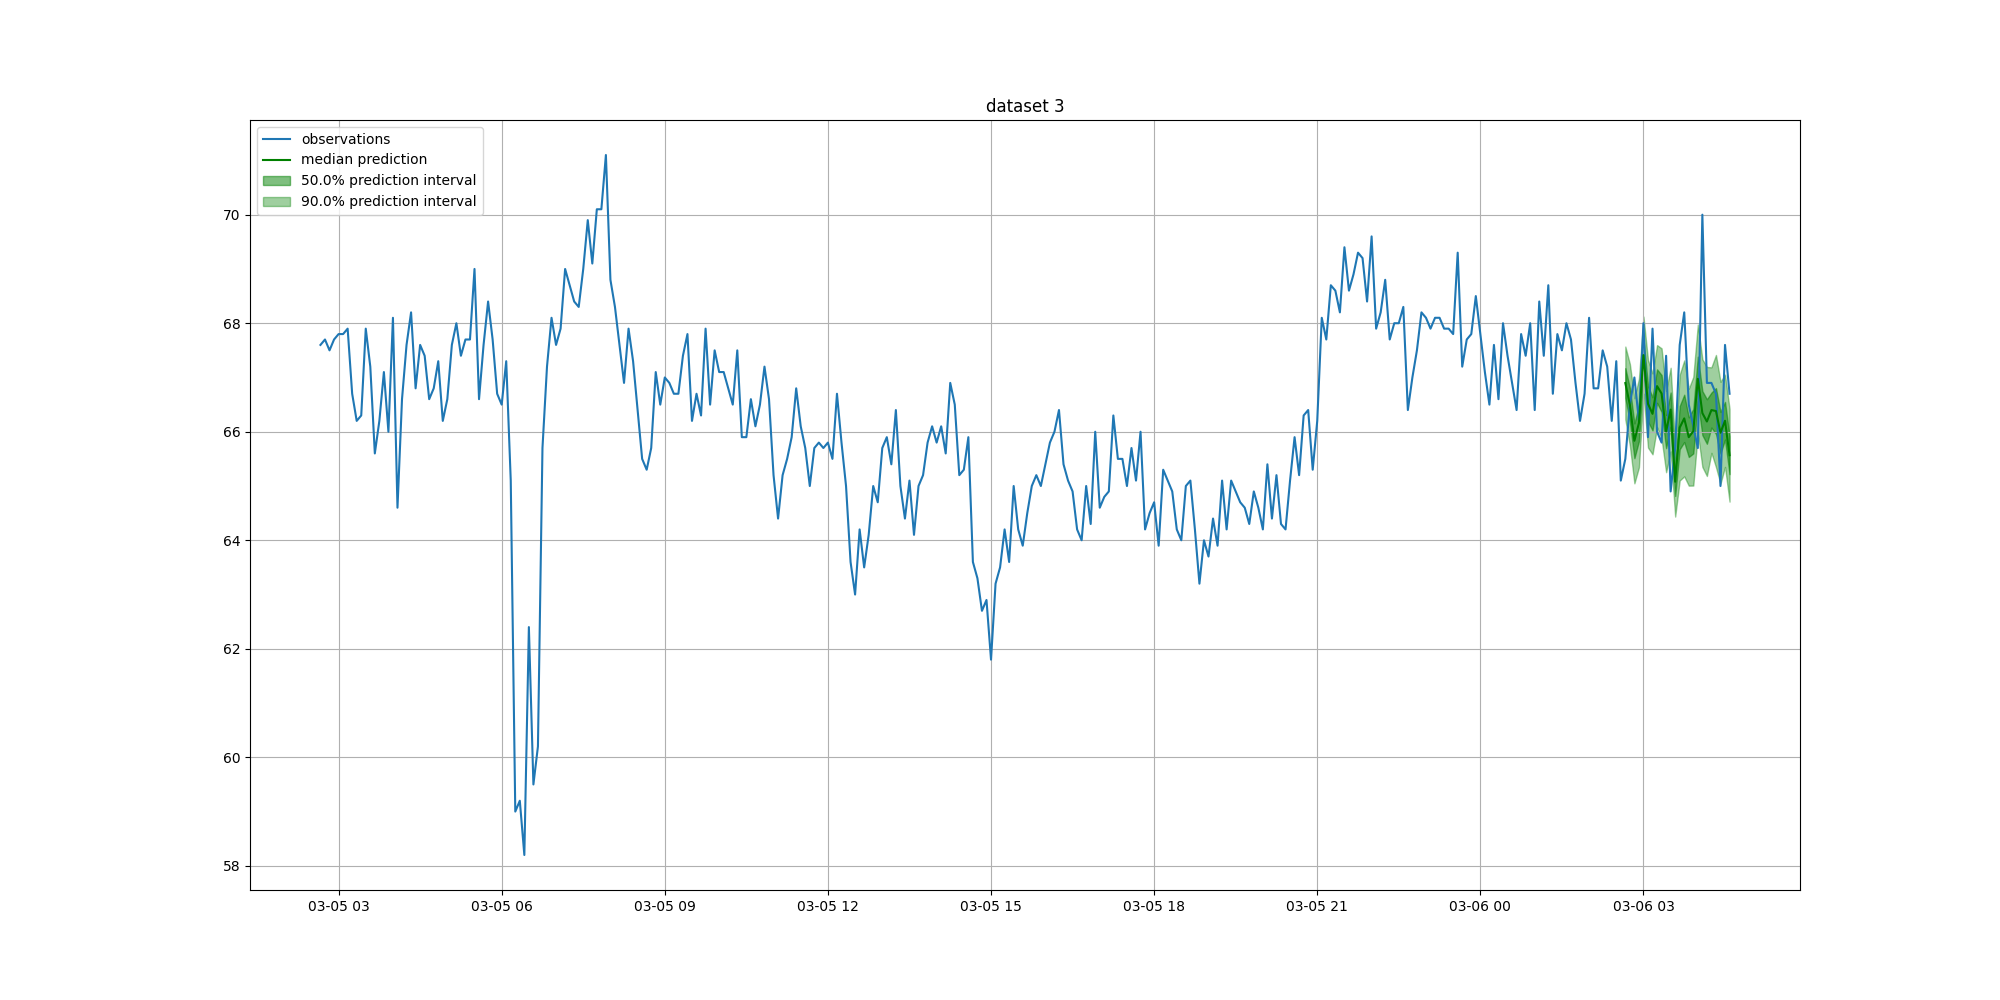 dataset 3
observations
median prediction
50.0% prediction interval
90.0% prediction interval
70
68
66
64
62
60
58
03-05 03 03-05 06 03-05 09 03-05 12 03-05 15 03-05 18 03-05 21 03-06 00 03-06 03